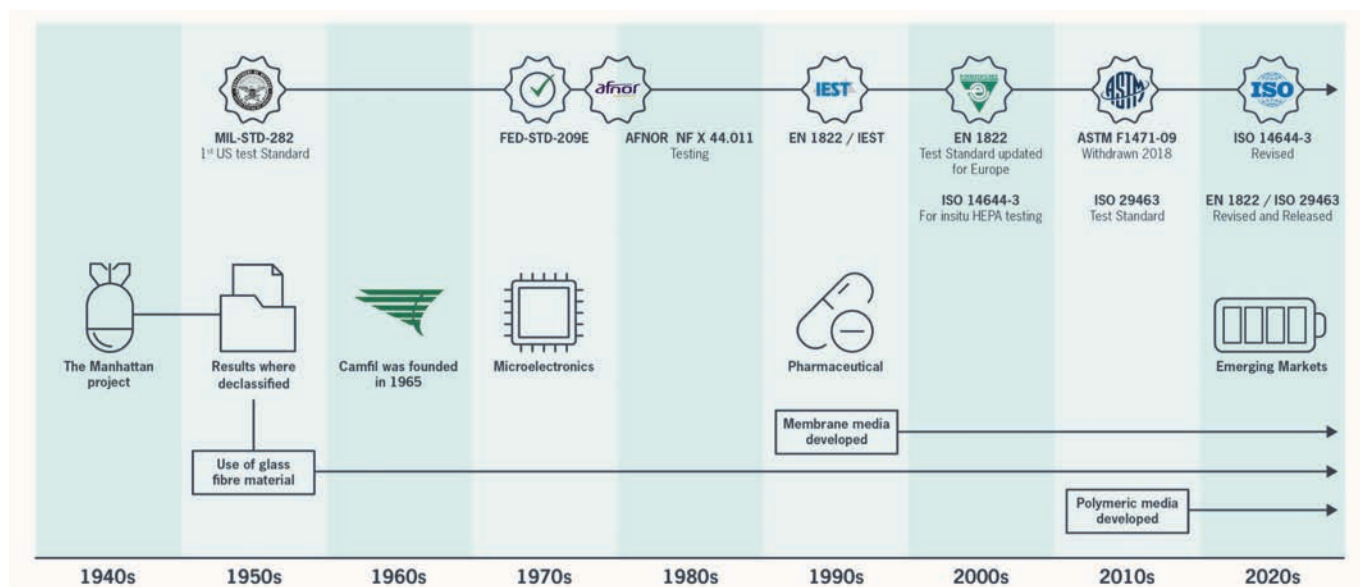 afnor
IEST
ASTM
ISO
MIL-STD-282
1st US test Standard
FED-STD-209E
AFNOR NF X 44.011
Testing
EN 1822 / IEST
EN 1822
Test Standard updated
for Europe
ISO 14644-3
For insitu HEPA testing
ASTM F1471-09
Withdrawn 2018
ISO 29463
Test Standard
ISO 14644-3
Revised
EN 1822 / ISO 29463
Revised and Released
The Manhattan
project
Results where
declassified
Camfil was founded
in 1965
Microelectronics
Pharmaceutical
Emerging Markets
Membrane media
developed
Use of glass
fibre material
Polymeric media
developed
1940s
1950s
1960s
1970s
1980s
1990s
2000s
2010s
2020s